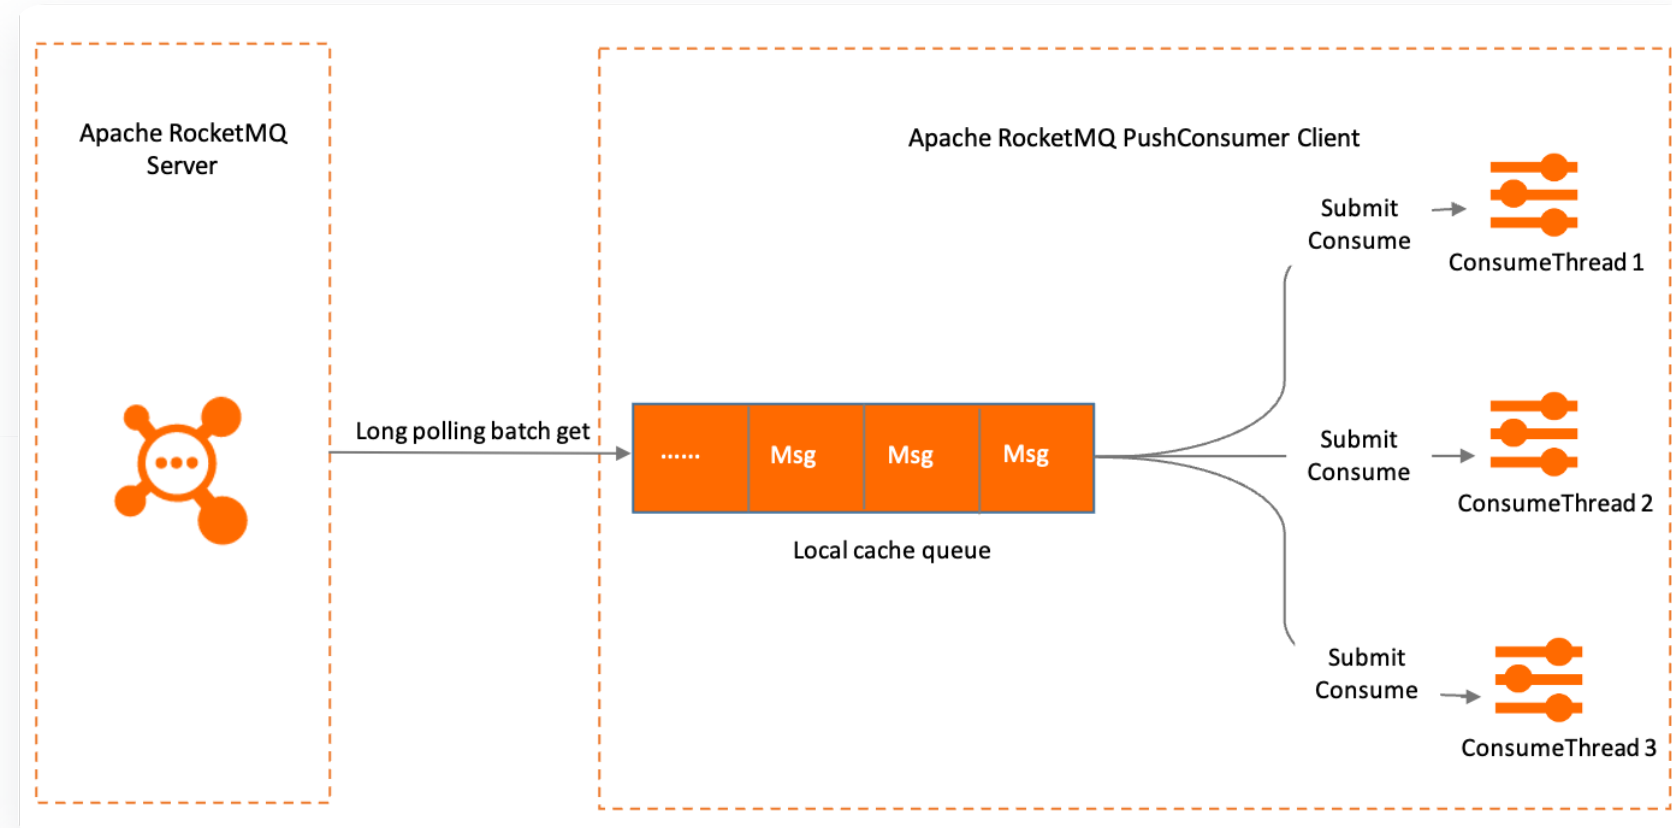 Apache RocketMQ
Server
Apache RocketMQ PushConsumer Client
Submit
Consume
ConsumeThread 1
Long polling batch get
......
Msg
Msg
Msg
Submit
Consume
ConsumeThread 2
Local cache queue
Submit
Consume
ConsumeThread 3